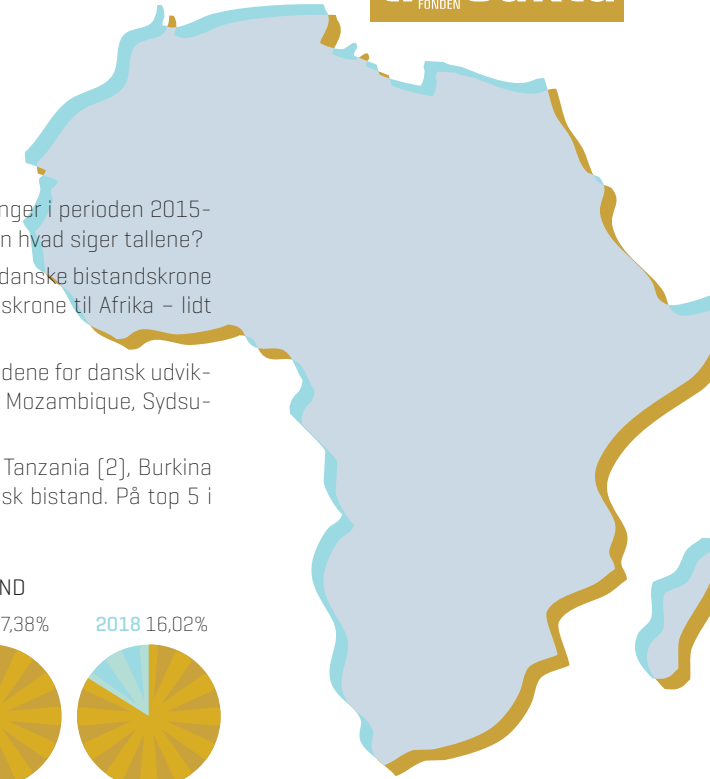 FONDEN
nger i perioden 2015-
n hvad siger tallene?
danske bistandskrone
skrone til Afrika – lidt
dene for dansk udvik-
Mozambique, Sydsu-
Tanzania (2), Burkina
sk bistand. På top 5 i
ND
7,38% 2018 16,02%